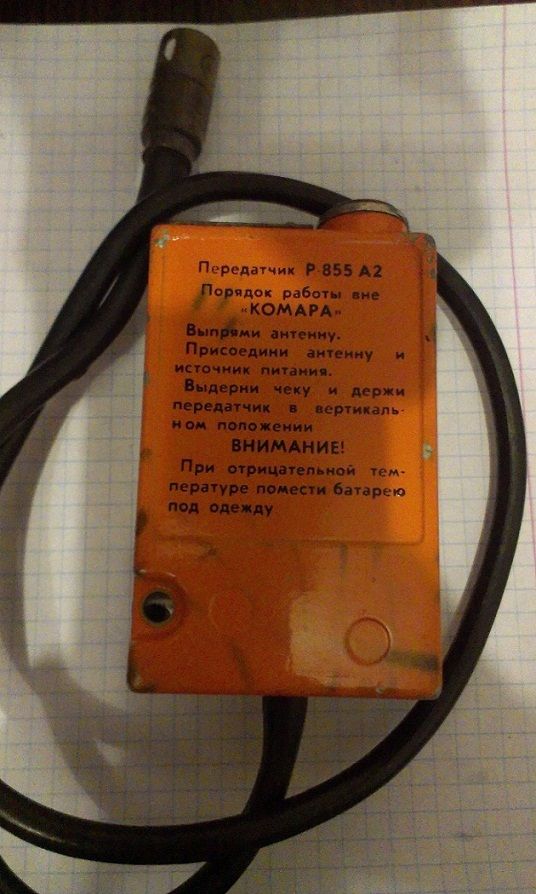 Передатчик Р-855 А2
Порядок работы вне
«КОМАРА»
Выпрями антенну.
Присоедини антенну и
источник питания.
Выдерни чеку и держи
передатчик в вертикаль-
ном положении
ВНИМАНИЕ!
При отрицательной тем-
пературе помести батарею
под одежду